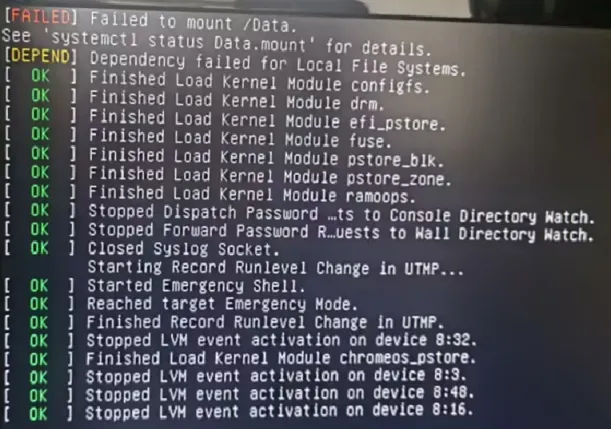 [FAILED] Failed to mount /Data.
See 'systemctl status Data.mount' for details.
[DEPEND] Dependency failed for Local File Systems.
[  OK  ] Finished Load Kernel Module configfs.
[  OK  ] Finished Load Kernel Module drm.
[  OK  ] Finished Load Kernel Module efi_pstore.
[  OK  ] Finished Load Kernel Module fuse.
[  OK  ] Finished Load Kernel Module pstore_blk.
[  OK  ] Finished Load Kernel Module pstore_zone.
[  OK  ] Finished Load Kernel Module ramoops.
[  OK  ] Stopped Dispatch Password …ts to Console Directory Watch.
[  OK  ] Stopped Forward Password R…uests to Wall Directory Watch.
[  OK  ] Closed Syslog Socket.
Starting Record Runlevel Change in UTMP...
[  OK  ] Started Emergency Shell.
[  OK  ] Reached target Emergency Mode.
[  OK  ] Finished Record Runlevel Change in UTMP.
[  OK  ] Stopped LVM event activation on device 8:32.
[  OK  ] Finished Load Kernel Module chromeos_pstore.
[  OK  ] Stopped LVM event activation on device 8:3.
[  OK  ] Stopped LVM event activation on device 8:48.
[  OK  ] Stopped LVM event activation on device 8:16.